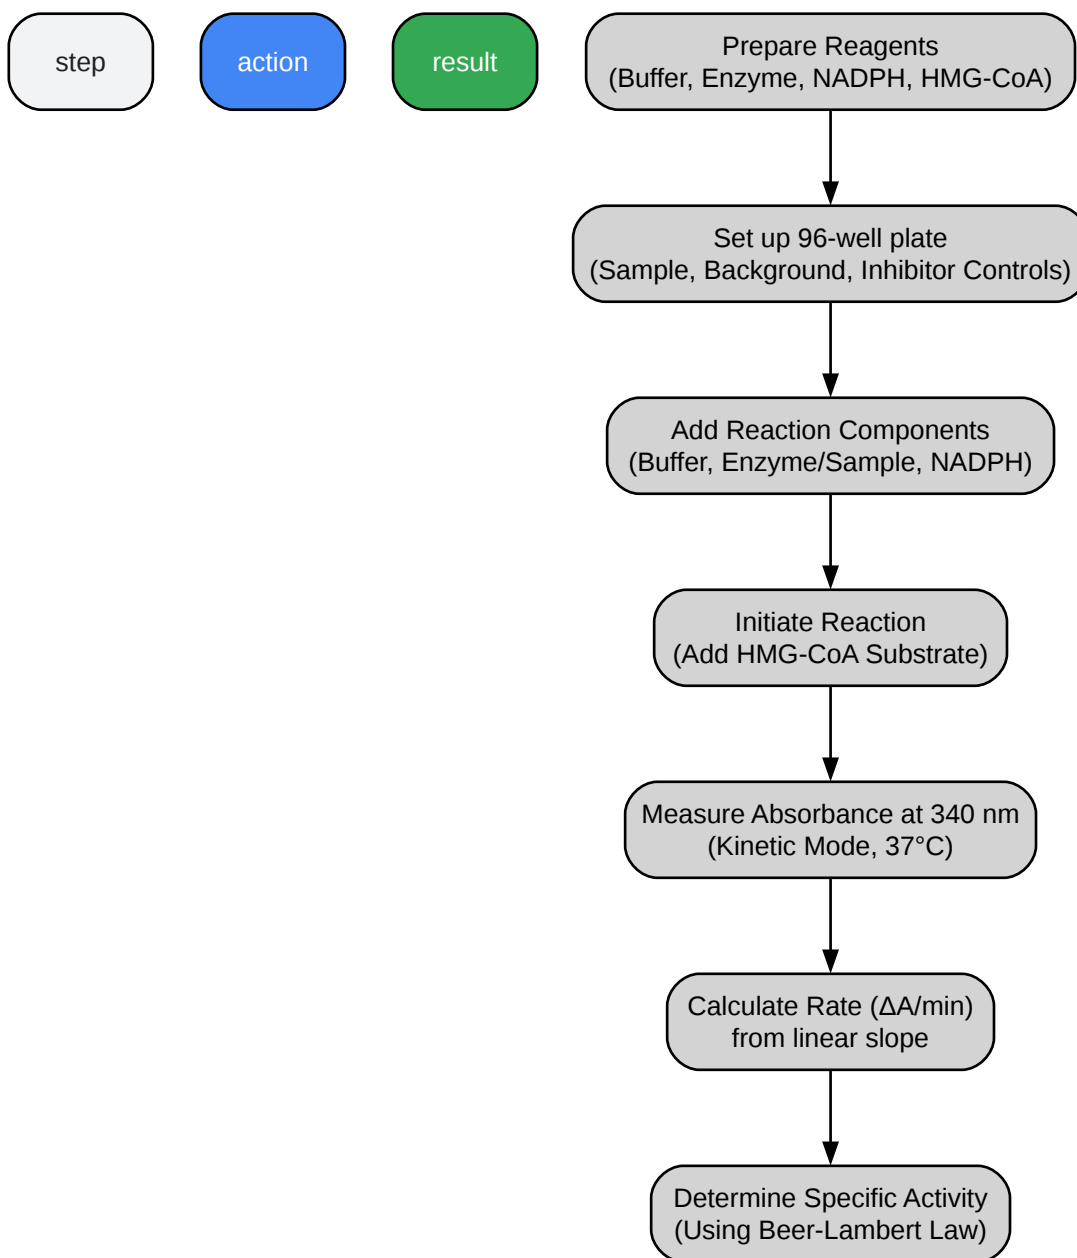 step
action
result
Prepare Reagents
(Buffer, Enzyme, NADPH, HMG-CoA)
Set up 96-well plate
(Sample, Background, Inhibitor Controls)
Add Reaction Components
(Buffer, Enzyme/Sample, NADPH)
Initiate Reaction
(Add HMG-CoA Substrate)
Measure Absorbance at 340 nm
(Kinetic Mode, 37°C)
Calculate Rate (ΔA/min)
from linear slope
Determine Specific Activity
(Using Beer-Lambert Law)